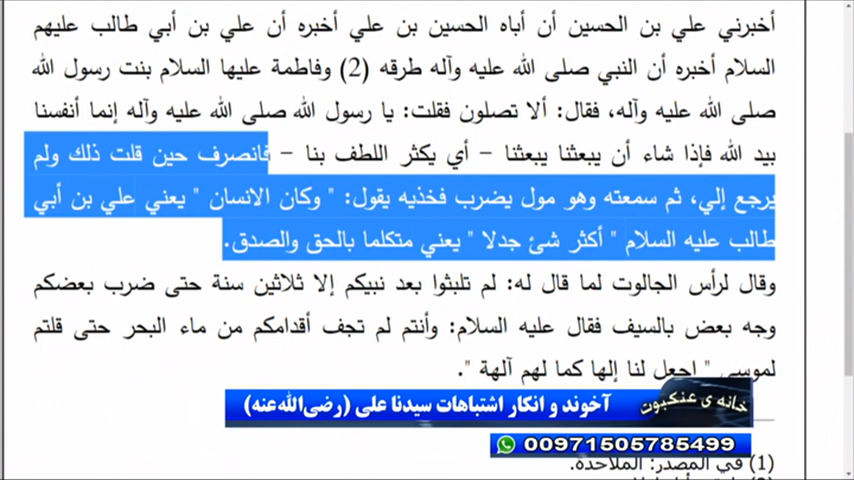 أخبرني علي بن الحسين أن أباه الحسين بن علي أخبره أن علي بن أبي طالب عليهم
السلام أخبره أن النبي صلى الله عليه وآله طرقه (2) وفاطمة عليها السلام بنت رسول الله
صلى الله عليه وآله، فقال: ألا تصلون فقلت: يا رسول الله صلى الله عليه وآله إنما أنفسنا
بيد الله فإذا شاء أن يبعثنا يبعثنا - أي يكثر اللطف بنا - فانصرف حين قلت ذلك ولم
يرجع إلي، ثم سمعته وهو مول يضرب فخذيه يقول: " وكان الانسان " يعني علي بن أبي
طالب عليه السلام " أكثر شئ جدلا " يعني متكلما بالحق والصدق.
وقال لرأس الجالوت لما قال له: لم تلبثوا بعد نبيكم إلا ثلاثين سنة حتى ضرب بعضكم
وجه بعض بالسيف فقال عليه السلام: وأنتم لم تجف أقدامكم من ماء البحر حتى قلتم
لموسى " اجعل لنا إلها كما لهم آلهة ".
خانه ی عنکبوت
آخوند و انکار اشتباهات سیدنا علی (رضی‌الله‌عنه)
00971505785499
(1) في المصدر: الملاحدة.